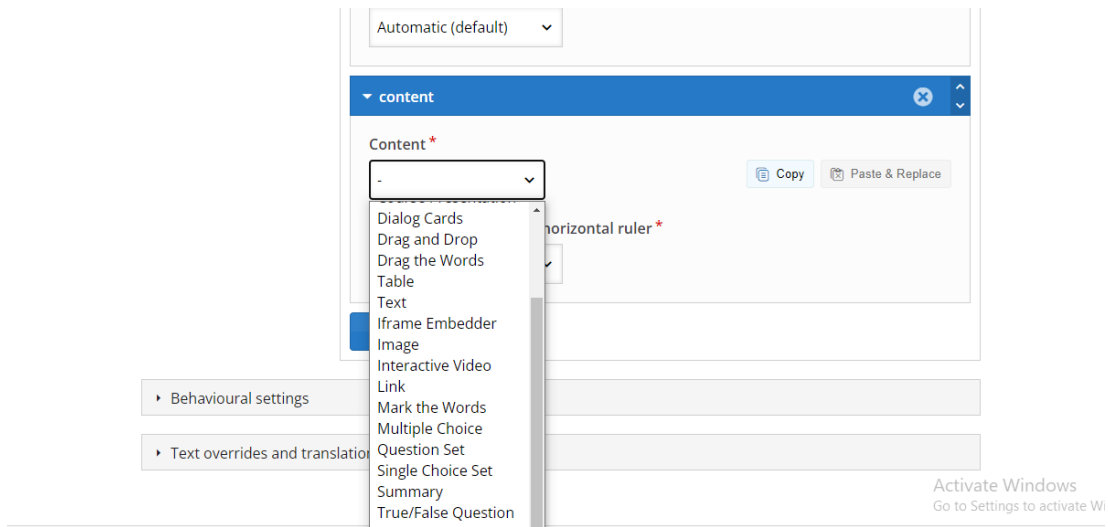 Automatic (default)
content
Content *
-
Copy
Paste & Replace
Dialog Cards
horizontal ruler *
Drag and Drop
Drag the Words
Table
Text
Iframe Embedder
Image
Interactive Video
Link
Behavioural settings
Mark the Words
Multiple Choice
Question Set
Text overrides and translation
Single Choice Set
Summary
Activate Windows
Go to Settings to activate Wi
True/False Question